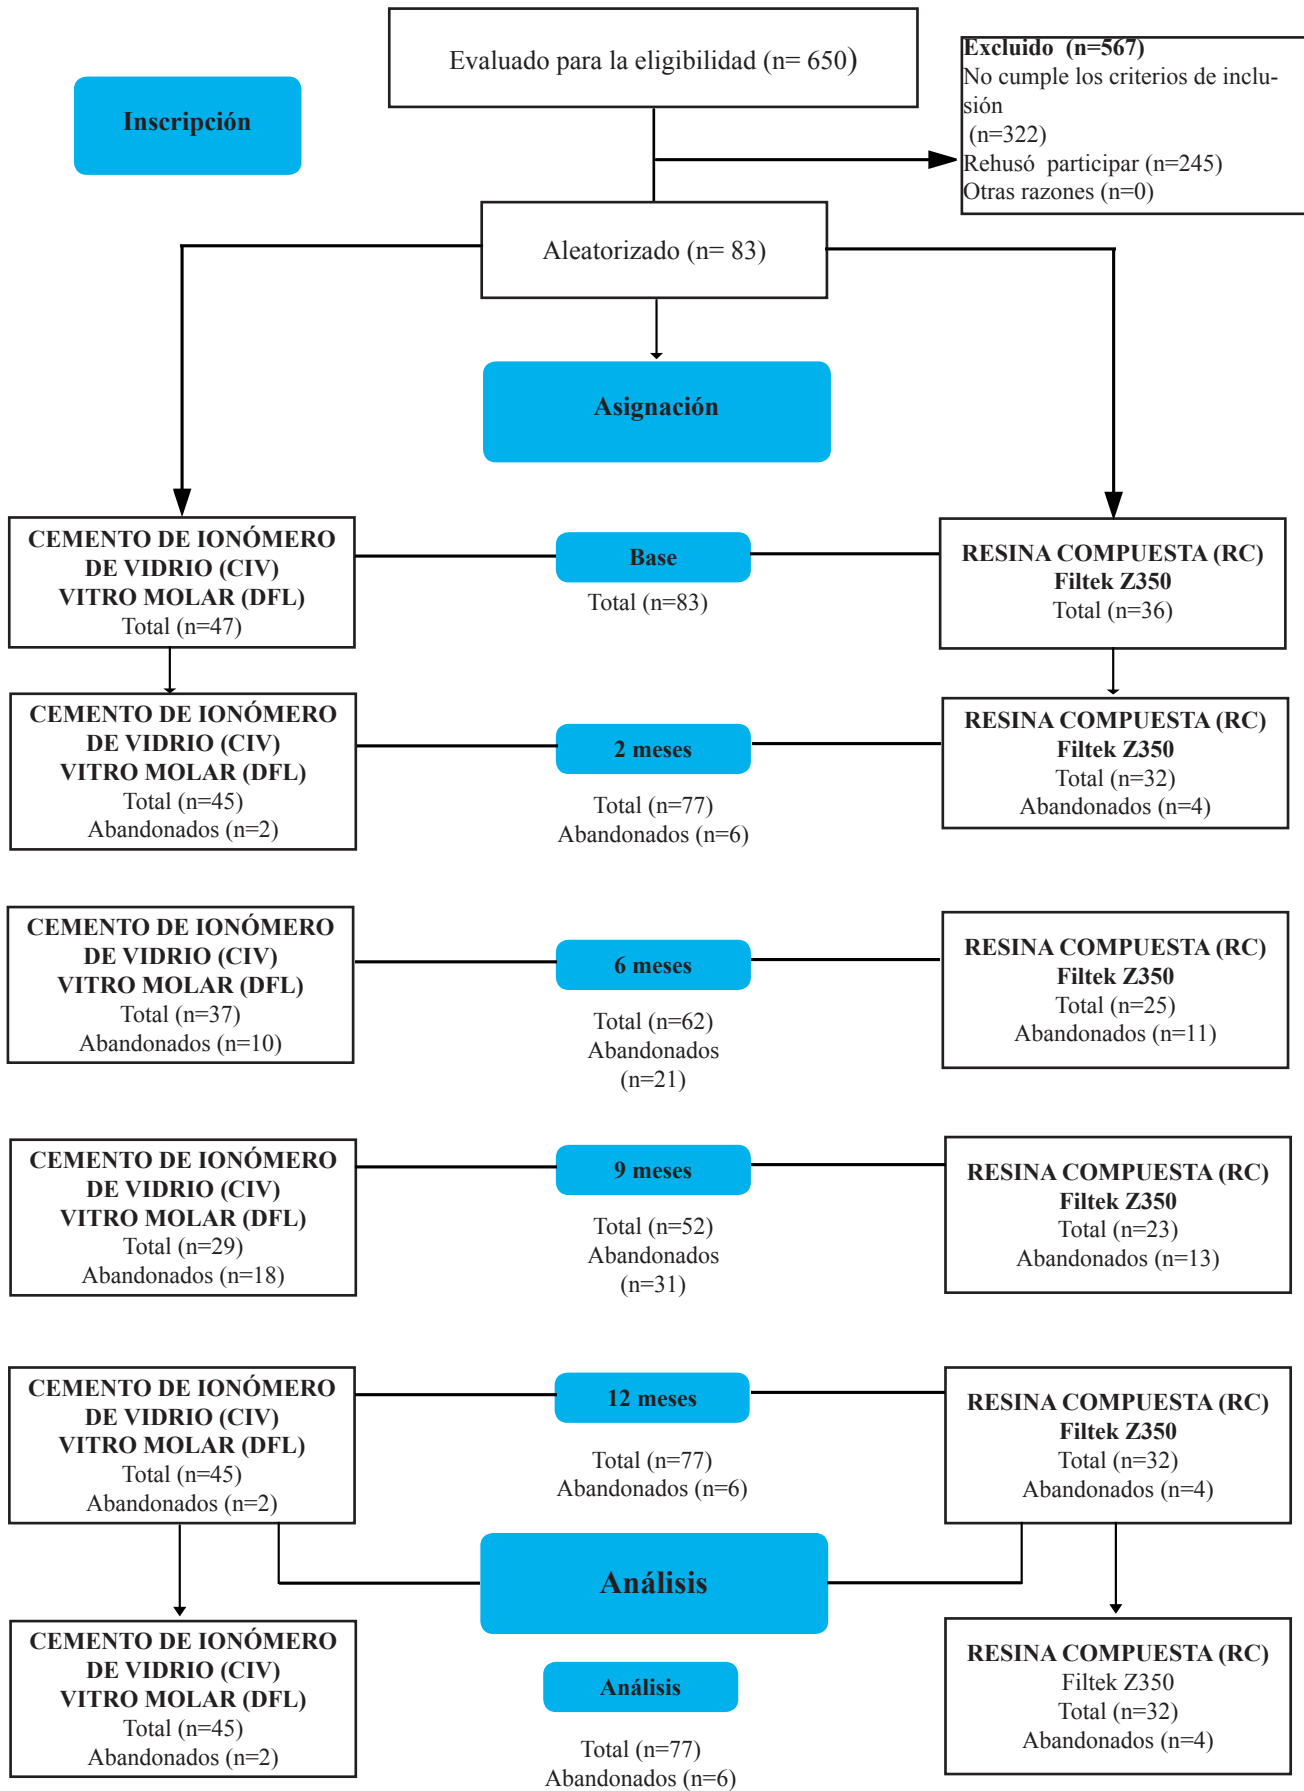 Evaluado para la eligibilidad (n= 650)
Excluido (n=567)
No cumple los criterios de inclu-
sión
(n=322)
Rehusó participar (n=245)
Otras razones (n=0)
Inscripción
Aleatorizado (n= 83)
Asignación
CEMENTO DE IONÓMERO
DE VIDRIO (CIV)
VITRO MOLAR (DFL)
Total (n=47)
Base
Total (n=83)
RESINA COMPUESTA (RC)
Filtek Z350
Total (n=36)
CEMENTO DE IONÓMERO
DE VIDRIO (CIV)
VITRO MOLAR (DFL)
Total (n=45)
Abandonados (n=2)
2 meses
Total (n=77)
Abandonados (n=6)
RESINA COMPUESTA (RC)
Filtek Z350
Total (n=32)
Abandonados (n=4)
CEMENTO DE IONÓMERO
DE VIDRIO (CIV)
VITRO MOLAR (DFL)
Total (n=37)
Abandonados (n=10)
6 meses
Total (n=62)
Abandonados
(n=21)
RESINA COMPUESTA (RC)
Filtek Z350
Total (n=25)
Abandonados (n=11)
CEMENTO DE IONÓMERO
DE VIDRIO (CIV)
VITRO MOLAR (DFL)
Total (n=29)
Abandonados (n=18)
9 meses
Total (n=52)
Abandonados
(n=31)
RESINA COMPUESTA (RC)
Filtek Z350
Total (n=23)
Abandonados (n=13)
CEMENTO DE IONÓMERO
DE VIDRIO (CIV)
VITRO MOLAR (DFL)
Total (n=45)
Abandonados (n=2)
12 meses
Total (n=77)
Abandonados (n=6)
RESINA COMPUESTA (RC)
Filtek Z350
Total (n=32)
Abandonados (n=4)
Análisis
CEMENTO DE IONÓMERO
DE VIDRIO (CIV)
VITRO MOLAR (DFL)
Total (n=45)
Abandonados (n=2)
Análisis
Total (n=77)
Abandonados (n=6)
RESINA COMPUESTA (RC)
Filtek Z350
Total (n=32)
Abandonados (n=4)